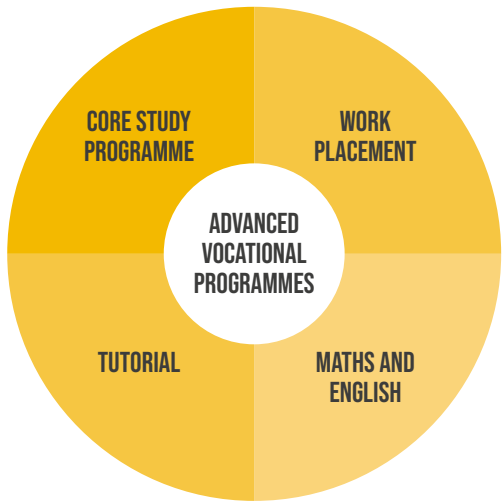 CORE STUDY
PROGRAMME
WORK
PLACEMENT
ADVANCED
VOCATIONAL
PROGRAMMES
TUTORIAL
MATHS AND
ENGLISH